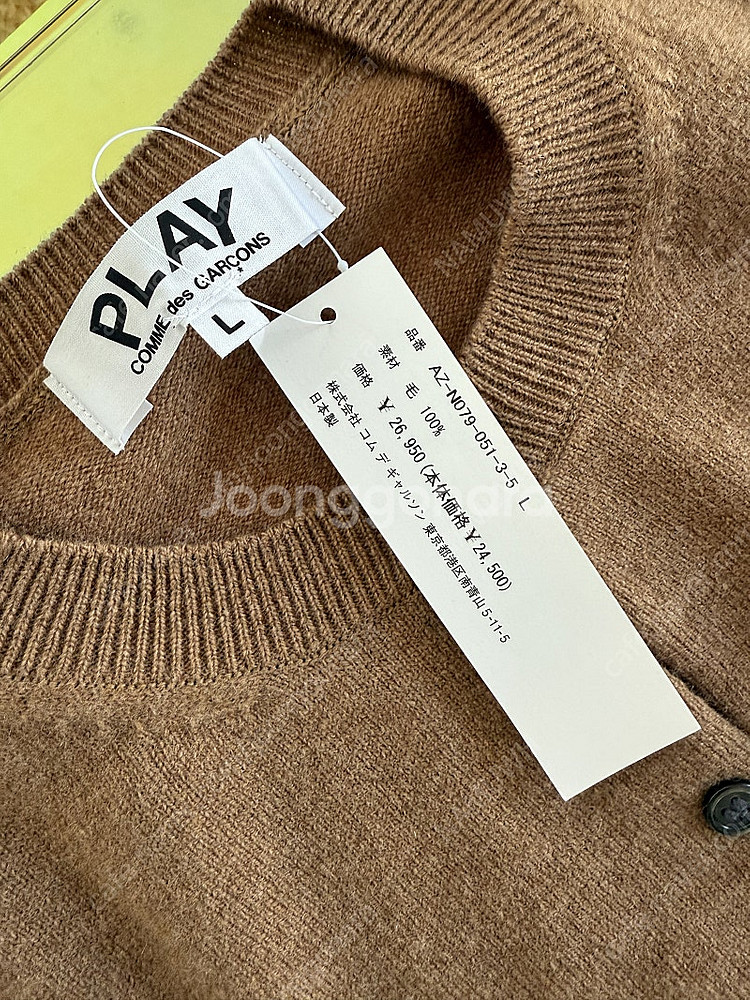 PLAY
COMME des GARCONS
L
品番 AZ-N079-051-3-5 L
素材 毛 100%
価格 ¥ 26,950 (本体価格 ¥ 24,500)
株式会社 コム デ ギャルソン 東京都港区南青山 5-11-5
日本製
Joonggonara